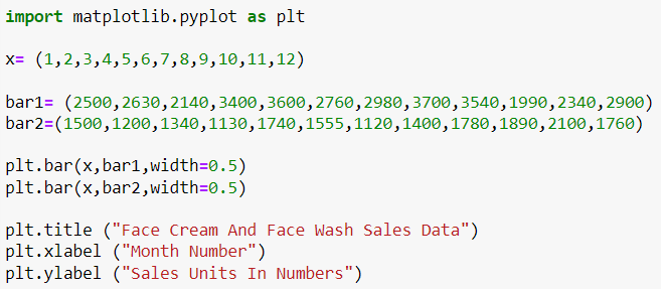 import matplotlib.pyplot as plt
x= (1,2,3,4,5,6,7,8,9,10,11,12)
bar1= (2500,2630,2140,3400,3600,2760,2980,3700,3540,1990,2340,2900)
bar2=(1500,1200,1340,1130,1740,1555,1120,1400,1780,1890,2100,1760)
plt.bar(x,bar1,width=0.5)
plt.bar(x,bar2,width=0.5)
plt.title ("Face Cream And Face Wash Sales Data")
plt.xlabel ("Month Number")
plt.ylabel ("Sales Units In Numbers")